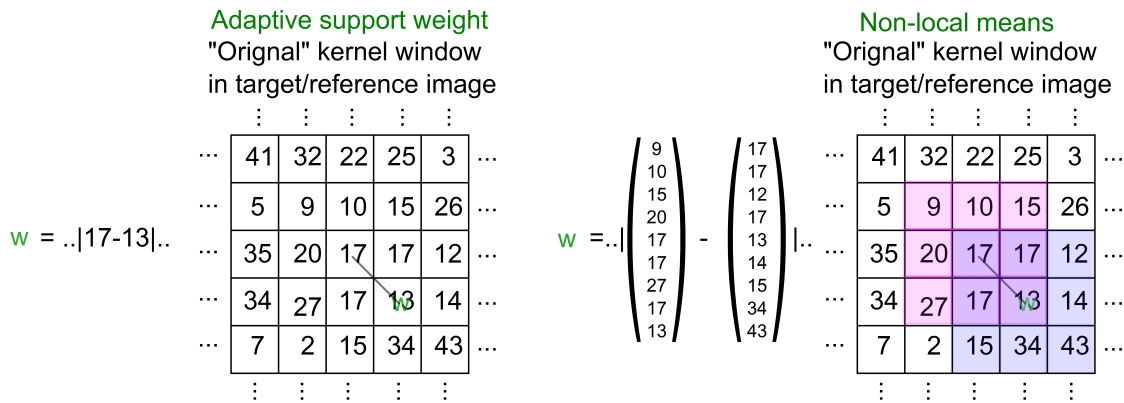 Adaptive support weight
"Orignal" kernel window
in target/reference image
⋮ ⋮ ⋮ ⋮
... 41 32 22 25 3 ...
5 9 10 15 26
w = ..|17-13|.. 35 20 17 17 12 ...
34 27 17 13 14
w
... 7 2 15 34 43 ...
⋮ ⋮ ⋮ ⋮
Non-local means
"Orignal" kernel window
in target/reference image
⋮ ⋮ ⋮ ⋮
w =..|
9
10
15
20
17
17
27
17
13
-
17
17
12
17
13
14
15
34
43
|..
... 41 32 22 25 3 ...
... 5 9 10 15 26 ...
... 35 20 17 17 12 ...
... 34 27 17 13 14 ...
w
... 7 2 15 34 43 ...
⋮ ⋮ ⋮ ⋮